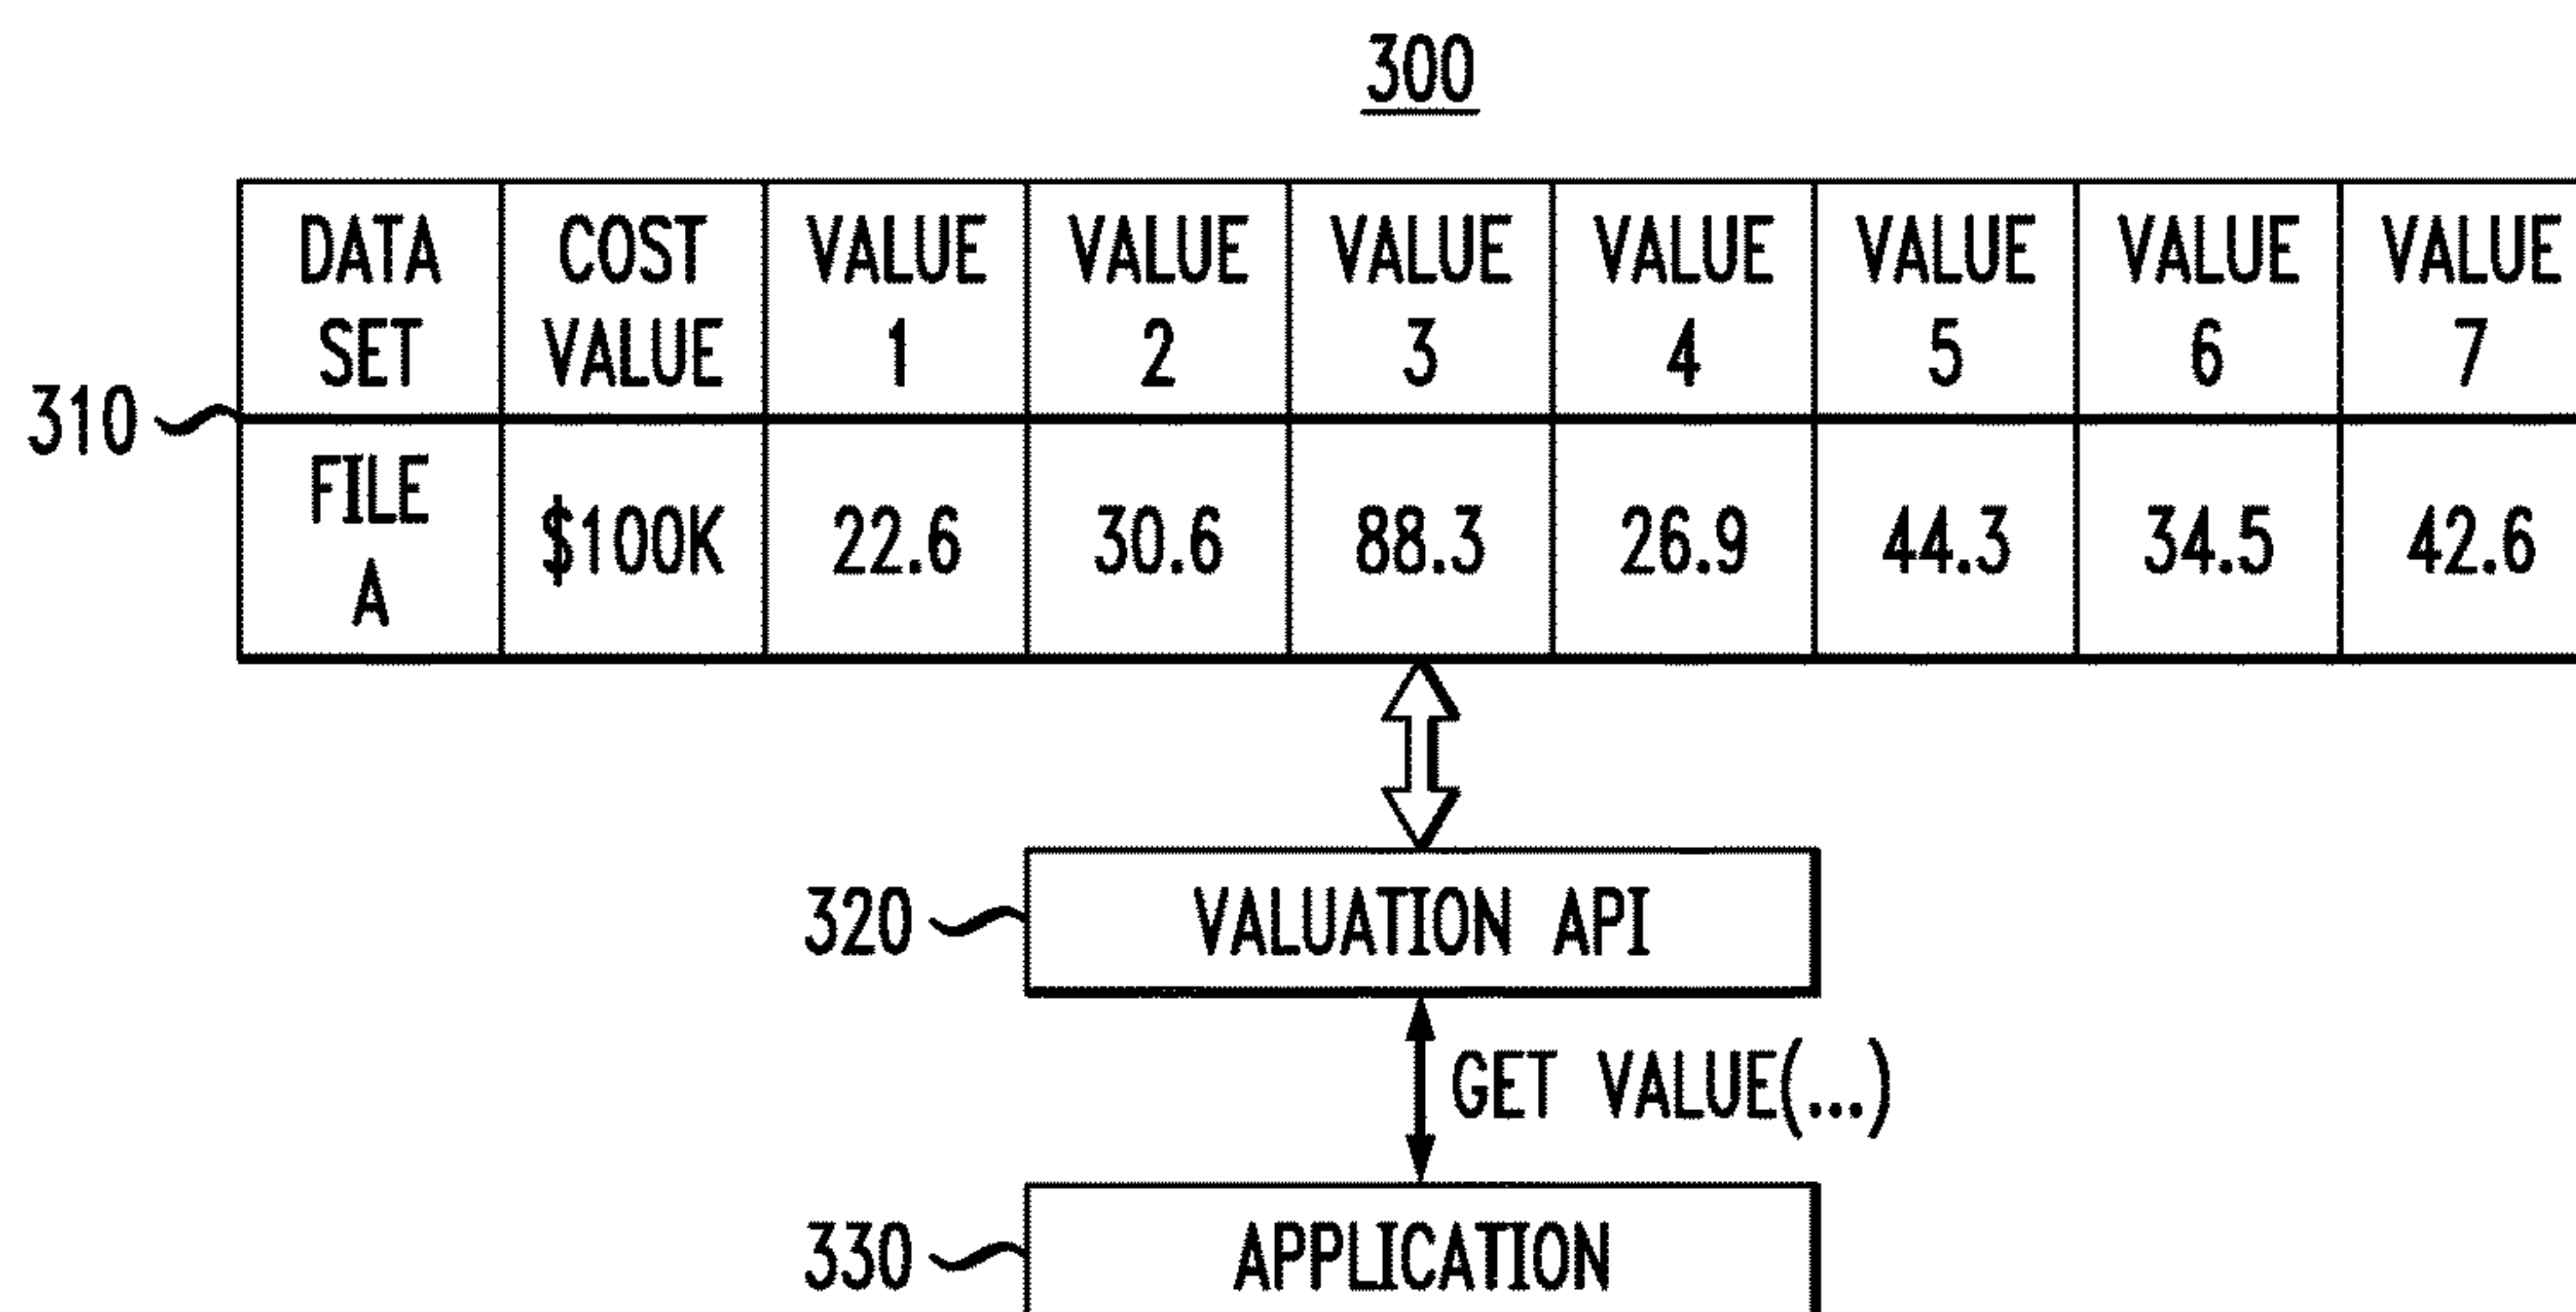 300
DATA SET COST VALUE VALUE 1 VALUE 2 VALUE 3 VALUE 4 VALUE 5 VALUE 6 VALUE 7
310
FILE A $100K 22.6 30.6 88.3 26.9 44.3 34.5 42.6
320 VALUATION API
GET VALUE(...)
330 APPLICATION